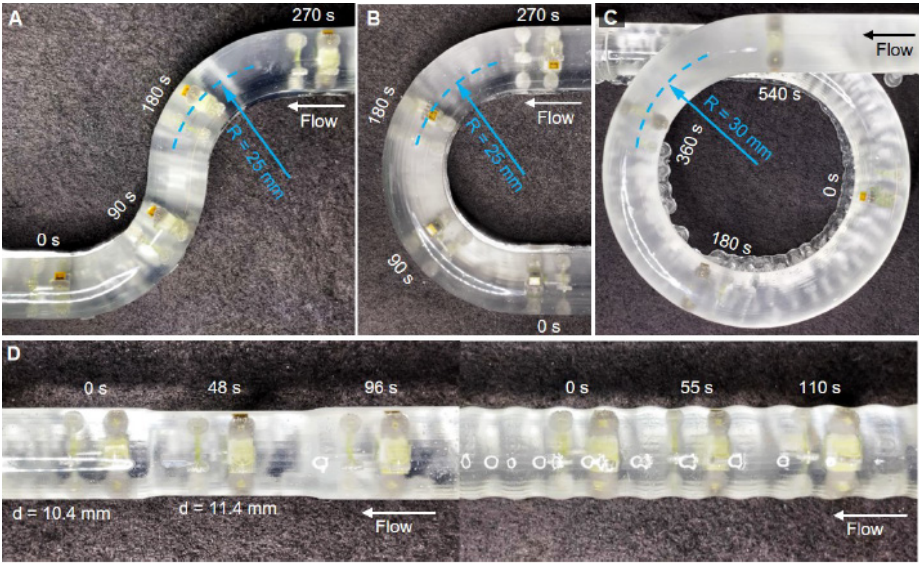 A
270 s
180 s
R = 25 mm
Flow
90 s
0 s
B
180 s
R = 25 mm
Flow
90 s
0 s
C
Flow
540 s
R = 30 mm
360 s
0 s
180 s
D
0 s
48 s
96 s
d = 10.4 mm
d = 11.4 mm
Flow
0 s
55 s
110 s
Flow